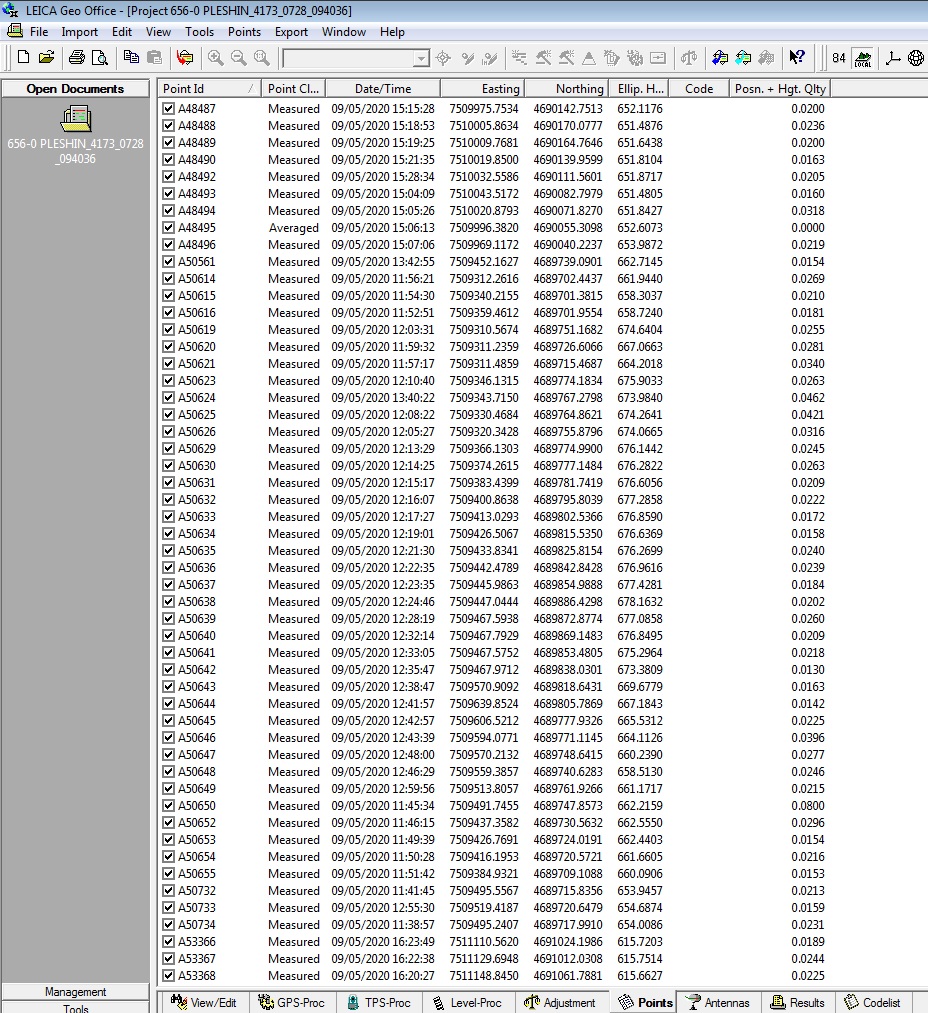 LEICA Geo Office - [Project 656-0 PLESHIN_4173_0728_094036]
File Import Edit View Tools Points Export Window Help
84 LOCAL
Open Documents Point Id Point Cl... Date/Time Easting Northing Ellip. H... Code Posn. + Hgt. Qlty
656-0 PLESHIN_4173_0728
_094036
A48487 Measured 09/05/2020 15:15:28 7509975.7534 4690142.7513 652.1176 0.0200
A48488 Measured 09/05/2020 15:18:53 7510005.8634 4690170.0777 651.4876 0.0236
A48489 Measured 09/05/2020 15:19:25 7510009.7681 4690164.7646 651.6438 0.0200
A48490 Measured 09/05/2020 15:21:35 7510019.8500 4690139.9599 651.8104 0.0163
A48492 Measured 09/05/2020 15:28:34 7510032.5586 4690111.5601 651.8717 0.0205
A48493 Measured 09/05/2020 15:04:09 7510043.5172 4690082.7979 651.4805 0.0160
A48494 Measured 09/05/2020 15:05:26 7510020.8793 4690071.8270 651.8427 0.0318
A48495 Averaged 09/05/2020 15:06:13 7509996.3820 4690055.3098 652.6073 0.0000
A48496 Measured 09/05/2020 15:07:06 7509969.1172 4690040.2237 653.9872 0.0219
A50561 Measured 09/05/2020 13:42:55 7509452.1627 4689739.0901 662.7145 0.0154
A50614 Measured 09/05/2020 11:56:21 7509312.2616 4689702.4437 661.9440 0.0269
A50615 Measured 09/05/2020 11:54:30 7509340.2155 4689701.3815 658.3037 0.0210
A50616 Measured 09/05/2020 11:52:51 7509359.4612 4689701.9554 658.7240 0.0181
A50619 Measured 09/05/2020 12:03:31 7509310.5674 4689751.1682 674.6404 0.0255
A50620 Measured 09/05/2020 11:59:32 7509311.2359 4689726.6066 667.0663 0.0281
A50621 Measured 09/05/2020 11:57:17 7509311.4859 4689715.4687 664.2018 0.0340
A50623 Measured 09/05/2020 12:10:40 7509346.1315 4689774.1834 675.9033 0.0263
A50624 Measured 09/05/2020 13:40:22 7509343.7150 4689767.2798 673.9840 0.0462
A50625 Measured 09/05/2020 12:08:22 7509330.4684 4689764.8621 674.2641 0.0421
A50626 Measured 09/05/2020 12:05:27 7509320.3428 4689755.8796 674.0665 0.0316
A50629 Measured 09/05/2020 12:13:29 7509366.1303 4689774.9900 676.1442 0.0245
A50630 Measured 09/05/2020 12:14:25 7509374.2615 4689777.1484 676.2822 0.0263
A50631 Measured 09/05/2020 12:15:17 7509383.4399 4689781.7419 676.6056 0.0209
A50632 Measured 09/05/2020 12:16:07 7509400.8638 4689795.8039 677.2858 0.0222
A50633 Measured 09/05/2020 12:17:27 7509413.0293 4689802.5366 676.8590 0.0172
A50634 Measured 09/05/2020 12:19:01 7509426.5067 4689815.5350 676.6369 0.0158
A50635 Measured 09/05/2020 12:21:30 7509433.8341 4689825.8154 676.2699 0.0240
A50636 Measured 09/05/2020 12:22:35 7509442.4789 4689842.8428 676.9616 0.0239
A50637 Measured 09/05/2020 12:23:35 7509445.9863 4689854.9888 677.4281 0.0184
A50638 Measured 09/05/2020 12:24:46 7509447.0444 4689886.4298 678.1632 0.0202
A50639 Measured 09/05/2020 12:28:19 7509467.5938 4689872.8774 677.0858 0.0260
A50640 Measured 09/05/2020 12:32:14 7509467.7929 4689869.1483 676.8495 0.0209
A50641 Measured 09/05/2020 12:33:05 7509467.5752 4689853.4805 675.2964 0.0218
A50642 Measured 09/05/2020 12:35:47 7509467.9712 4689838.0301 673.3809 0.0130
A50643 Measured 09/05/2020 12:38:47 7509570.9092 4689818.6431 669.6779 0.0163
A50644 Measured 09/05/2020 12:41:57 7509639.8524 4689805.7869 667.1843 0.0142
A50645 Measured 09/05/2020 12:42:57 7509606.5212 4689777.9326 665.5312 0.0225
A50646 Measured 09/05/2020 12:43:39 7509594.0771 4689771.1145 664.1126 0.0396
A50647 Measured 09/05/2020 12:48:00 7509570.2132 4689748.6415 660.2390 0.0277
A50648 Measured 09/05/2020 12:46:29 7509559.3857 4689740.6283 658.5130 0.0246
A50649 Measured 09/05/2020 12:59:56 7509513.8057 4689761.9266 661.1717 0.0215
A50650 Measured 09/05/2020 11:45:34 7509491.7455 4689747.8573 662.2159 0.0800
A50652 Measured 09/05/2020 11:46:15 7509437.3582 4689730.5632 662.5550 0.0296
A50653 Measured 09/05/2020 11:49:39 7509426.7691 4689724.0191 662.4403 0.0154
A50654 Measured 09/05/2020 11:50:28 7509416.1953 4689720.5721 661.6605 0.0216
A50655 Measured 09/05/2020 11:51:42 7509384.9321 4689709.1088 660.0906 0.0153
A50732 Measured 09/05/2020 11:41:45 7509495.5567 4689715.8356 653.9457 0.0213
A50733 Measured 09/05/2020 12:55:30 7509519.4187 4689720.6479 654.6874 0.0159
A50734 Measured 09/05/2020 11:38:57 7509495.2407 4689717.9910 654.0086 0.0231
A53366 Measured 09/05/2020 16:23:49 7511110.5620 4691024.1986 615.7203 0.0189
A53367 Measured 09/05/2020 16:22:38 7511129.6948 4691012.0308 615.7514 0.0244
A53368 Measured 09/05/2020 16:20:27 7511148.8450 4691061.7881 615.6627 0.0225
Management
Tools
View/Edit GPS-Proc TPS-Proc Level-Proc Adjustment Points Antennas Results Codelist